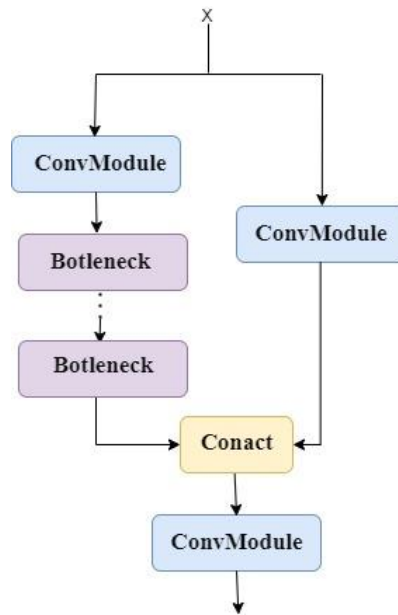 X
ConvModule
ConvModule
Botleneck
Botleneck
Conact
ConvModule